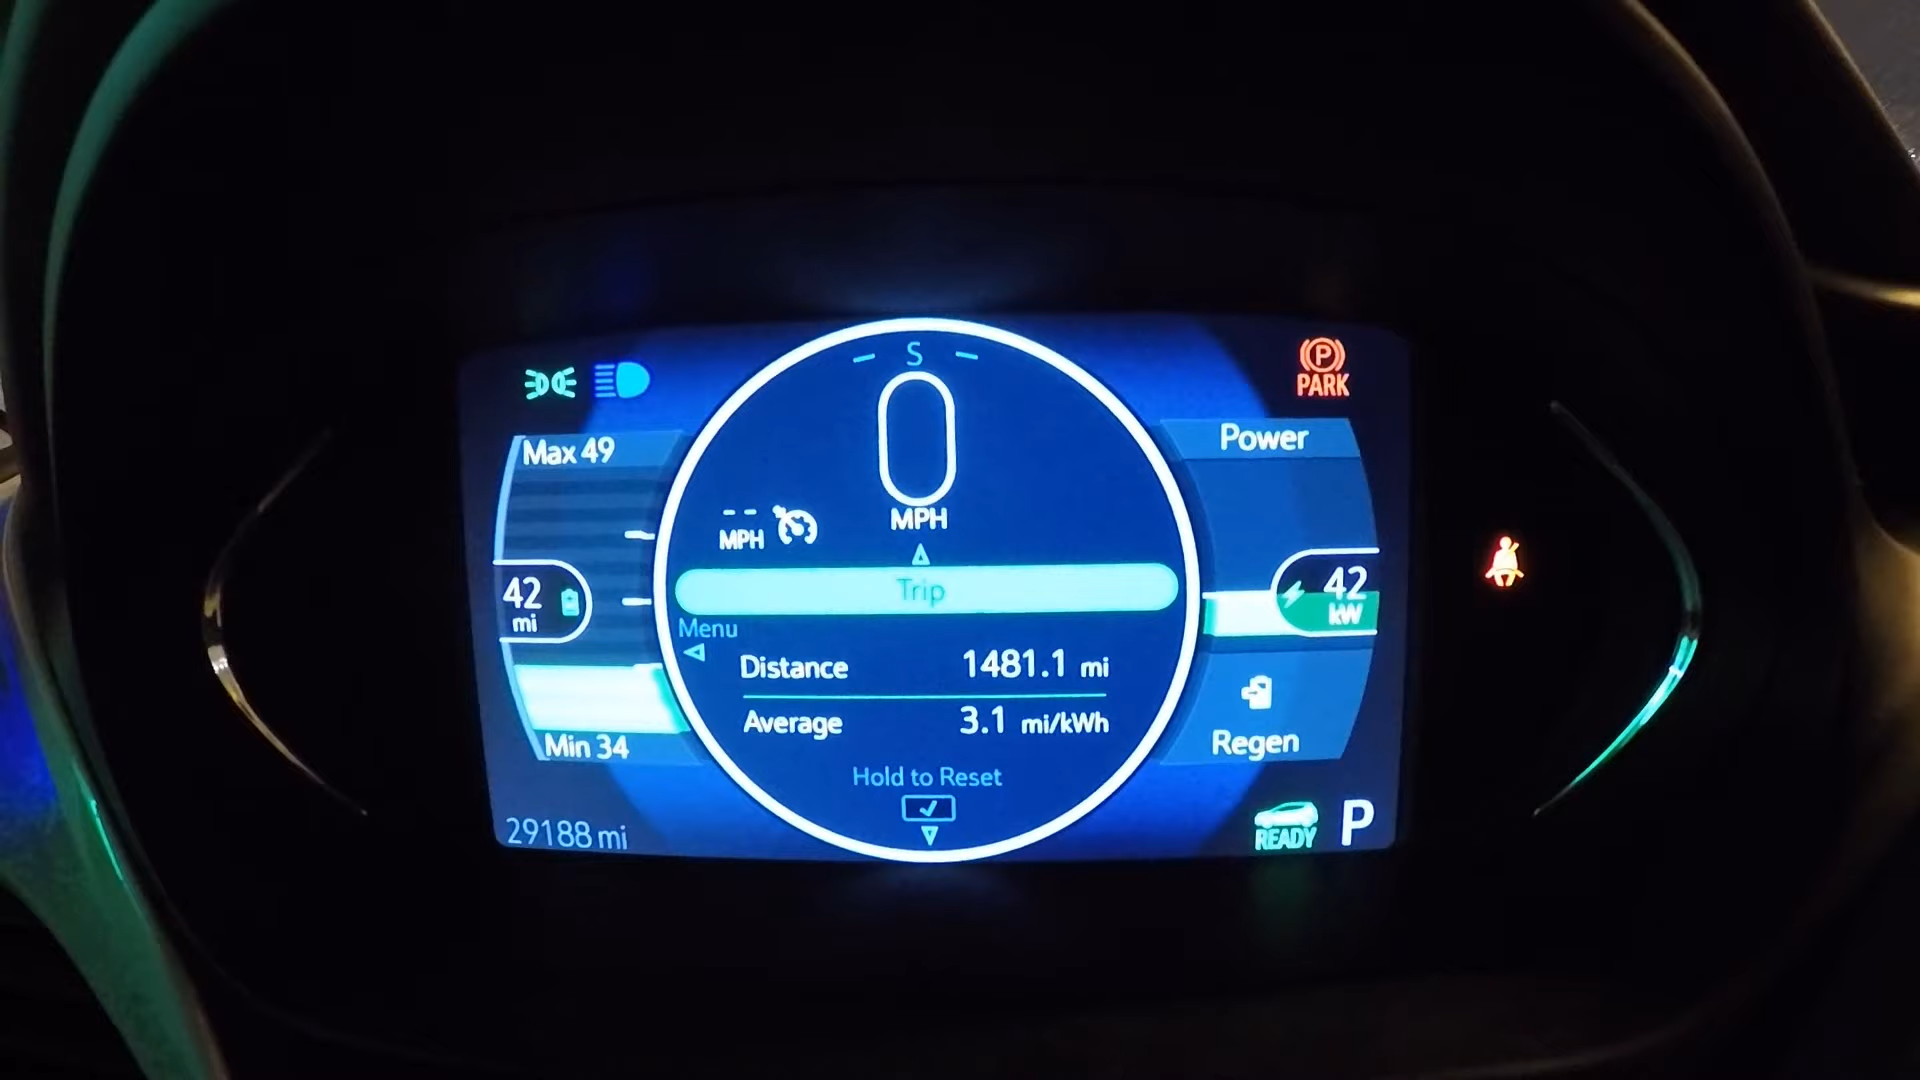 S
P
PARK
Max 49
0
Power
MPH
-- MPH
Trip
42 mi
42 kW
Menu
Distance 1481.1 mi
Average 3.1 mi/kWh
Min 34
Regen
Hold to Reset
29188 mi
READY P